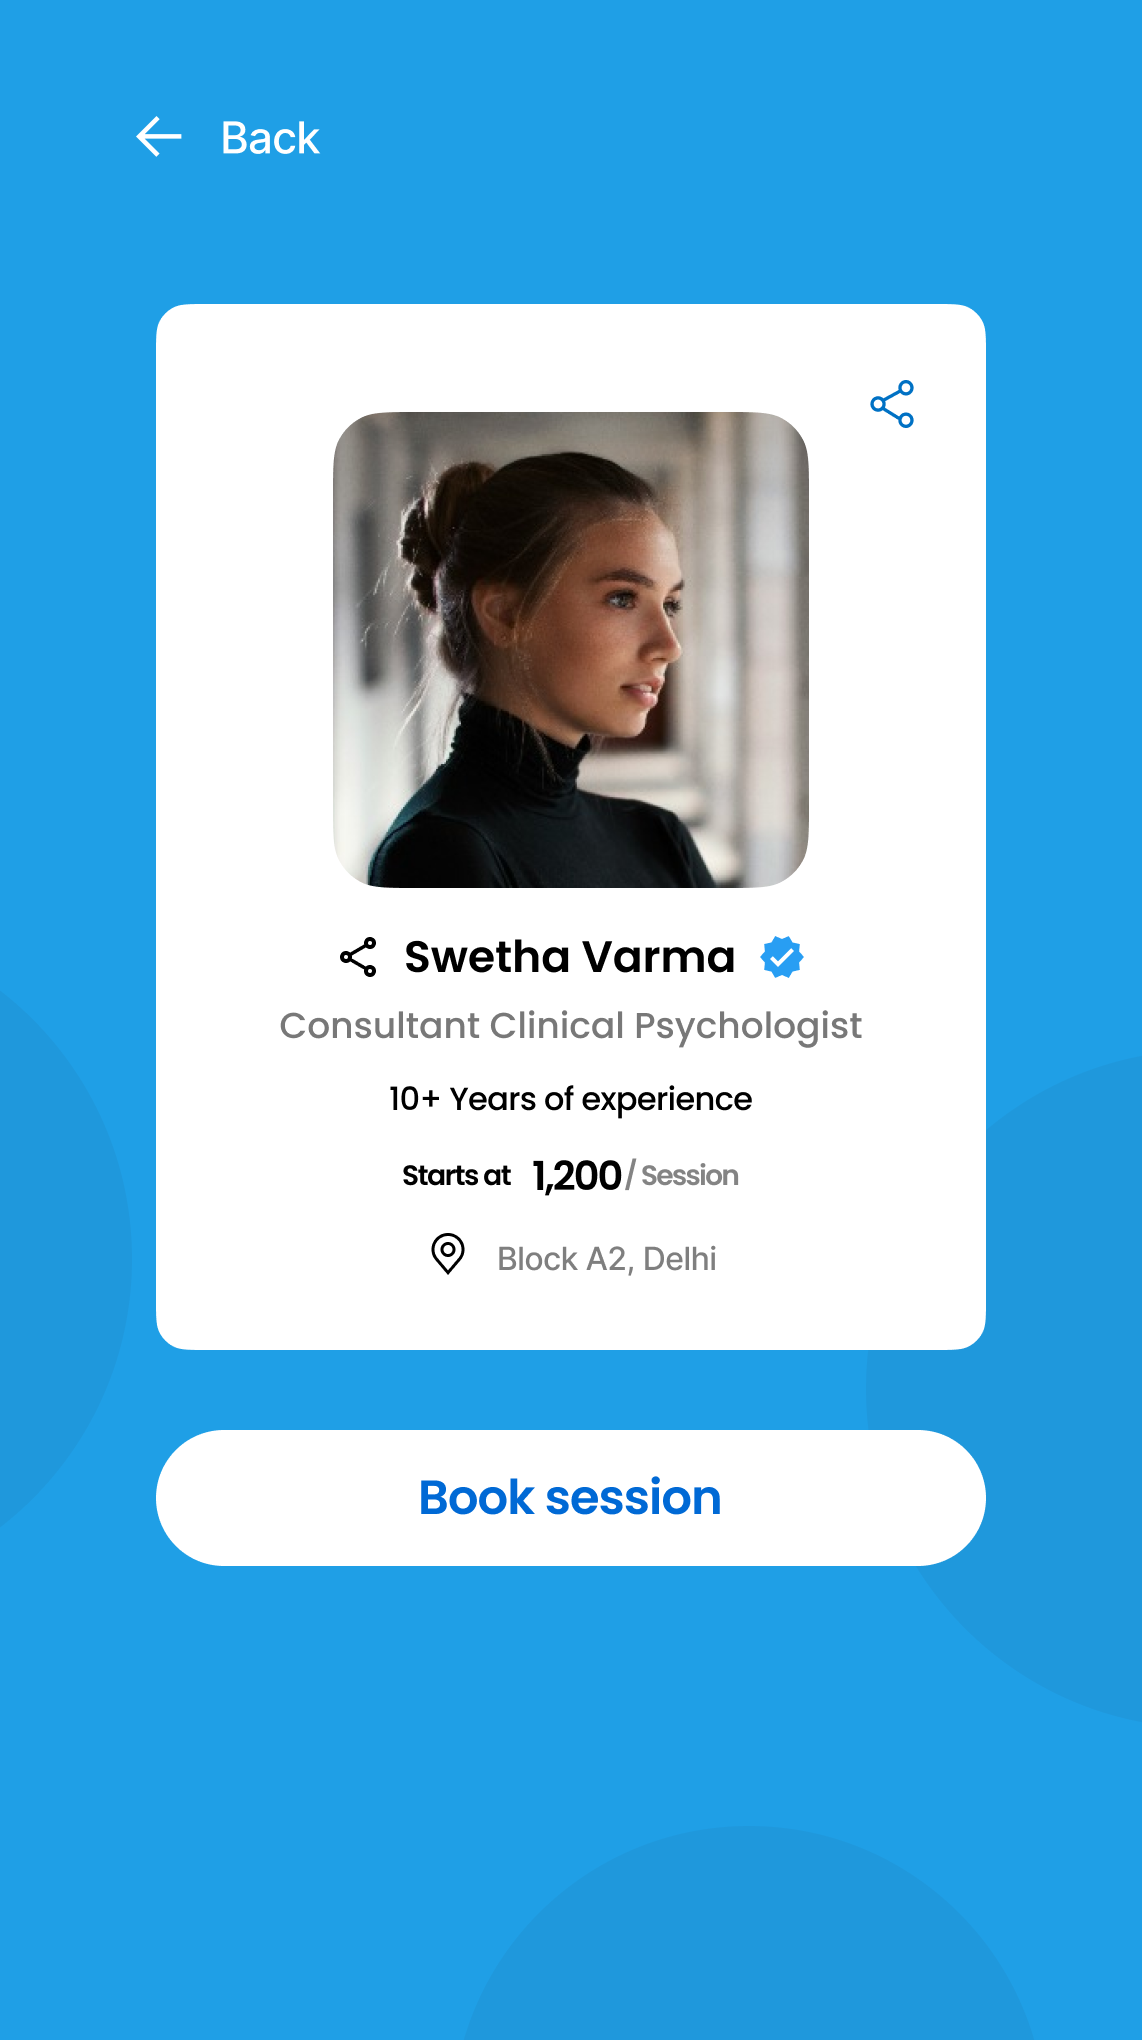 Back
Swetha Varma
Consultant Clinical Psychologist
10+ Years of experience
Starts at 1,200/ Session
Block A2, Delhi
Book session